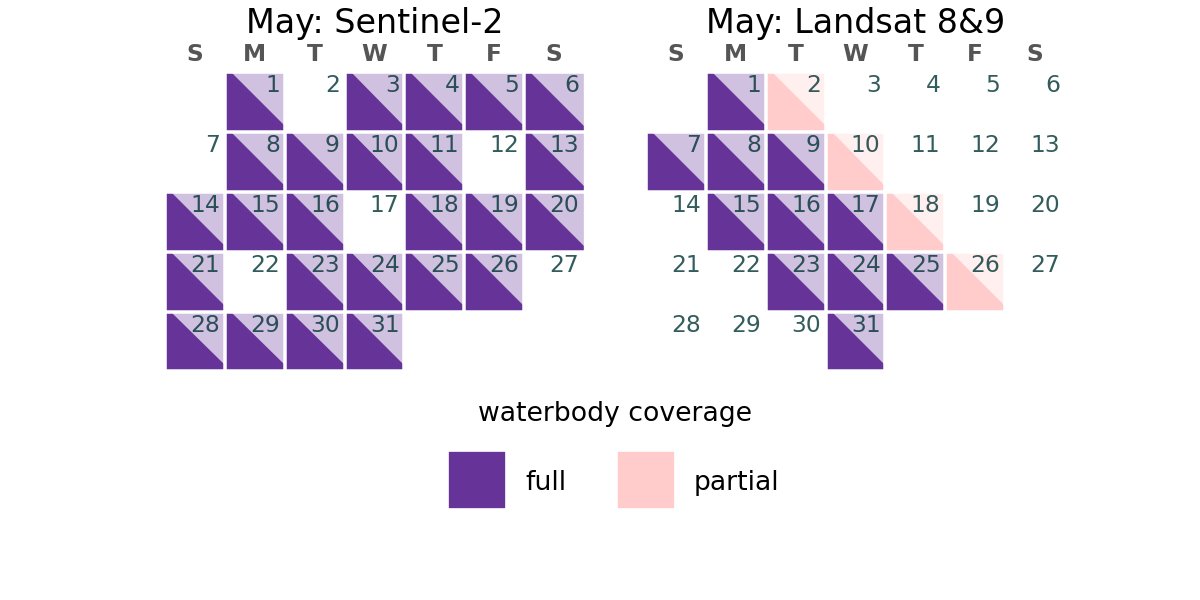 May: Sentinel-2
S M T W T F S
1 2 3 4 5 6
7 8 9 10 11 12 13
14 15 16 17 18 19 20
21 22 23 24 25 26 27
28 29 30 31
May: Landsat 8&9
S M T W T F S
1 2 3 4 5 6
7 8 9 10 11 12 13
14 15 16 17 18 19 20
21 22 23 24 25 26 27
28 29 30 31
waterbody coverage
full partial